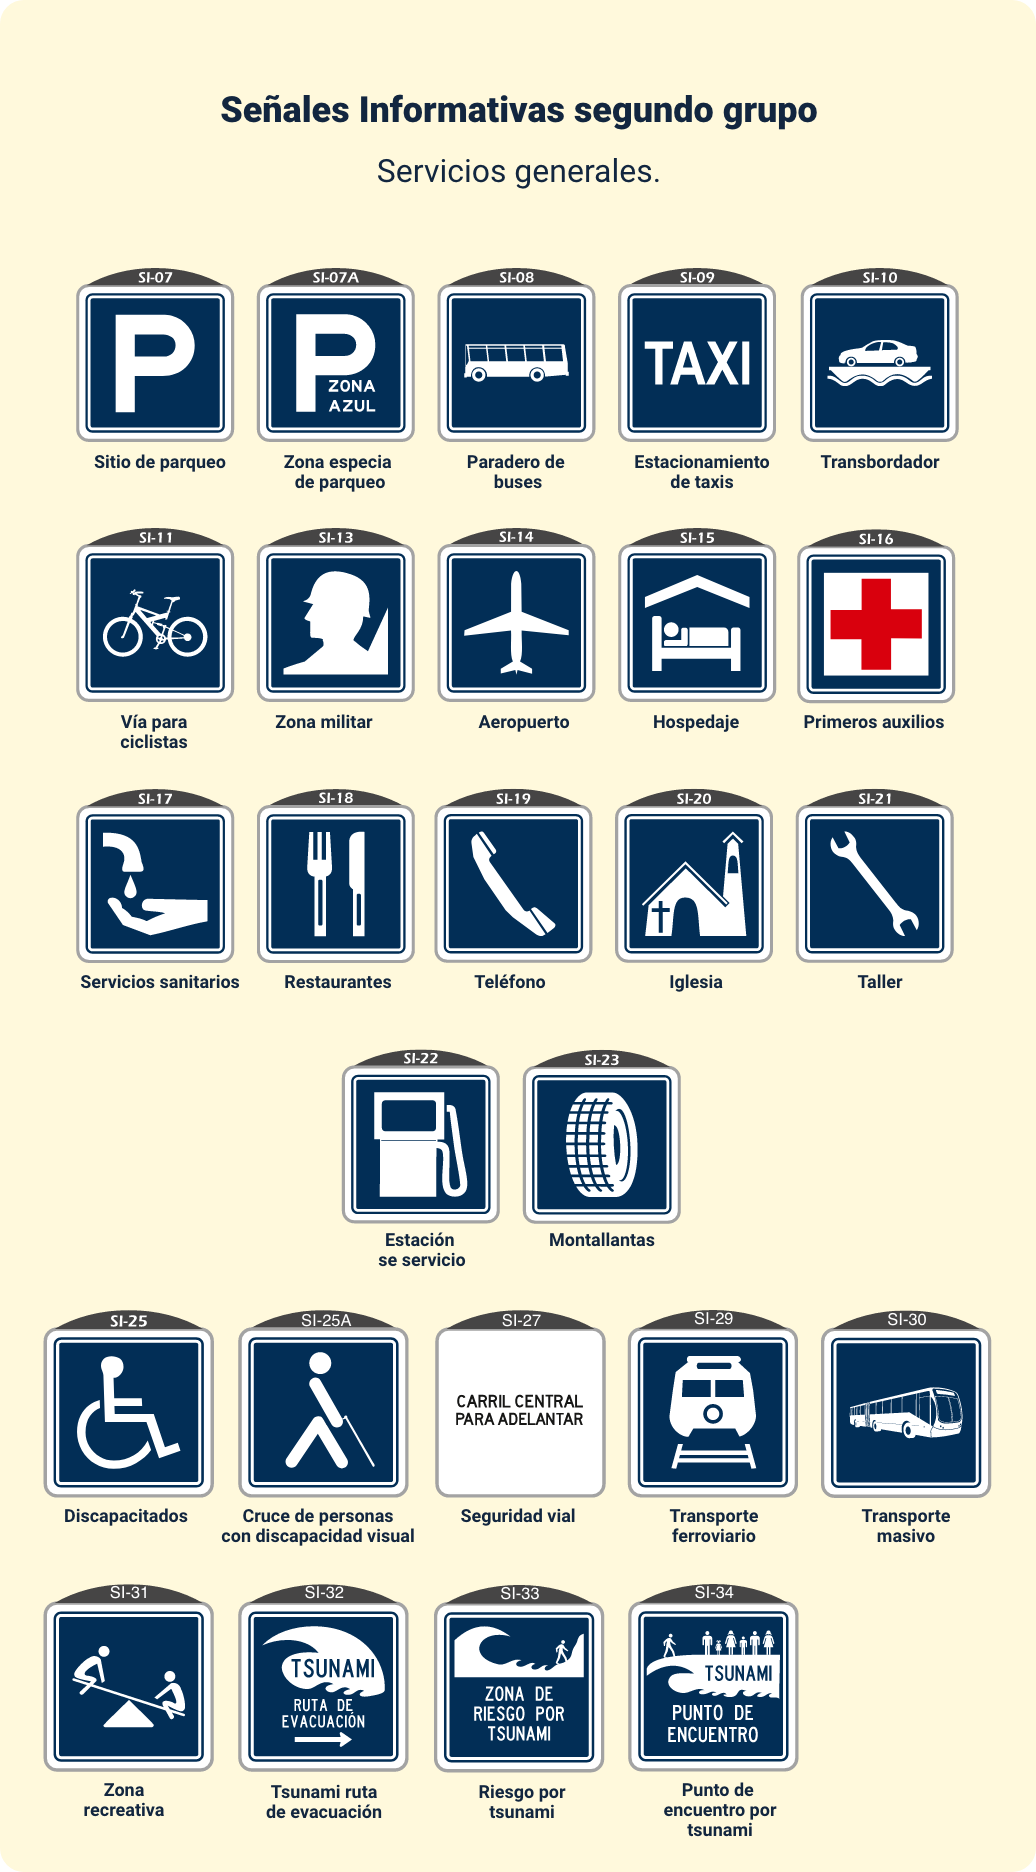 Señales Informativas segundo grupo
Servicios generales.
SI-07 SI-07A SI-08 SI-09 SI-10
P
P
ZONA
AZUL
TAXI
Sitio de parqueo
Zona especia
de parqueo
Paradero de
buses
Estacionamiento
de taxis
Transbordador
SI-11 SI-13 SI-14 SI-15 SI-16
Vía para
ciclistas
Zona militar
Aeropuerto
Hospedaje
Primeros auxilios
SI-17 SI-18 SI-19 SI-20 SI-21
Servicios sanitarios
Restaurantes
Teléfono
Iglesia
Taller
SI-22 SI-23
Estación
se servicio
Montallantas
SI-25 SI-25A SI-27 SI-29 SI-30
CARRIL CENTRAL
PARA ADELANTAR
Discapacitados
Cruce de personas
con discapacidad visual
Seguridad vial
Transporte
ferroviario
Transporte
masivo
SI-31 SI-32 SI-33 SI-34
TSUNAMI
RUTA DE
EVACUACIÓN
ZONA DE
RIESGO POR
TSUNAMI
TSUNAMI
PUNTO DE
ENCUENTRO
Zona
recreativa
Tsunami ruta
de evacuación
Riesgo por
tsunami
Punto de
encuentro por
tsunami